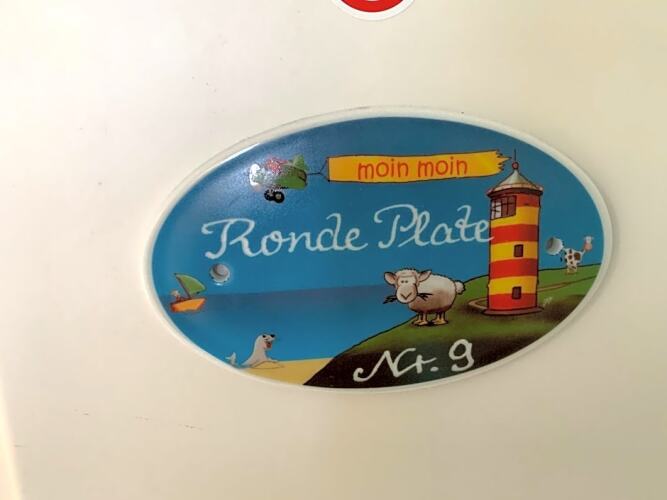 moin moin
Ronde Plate
Nr. 9